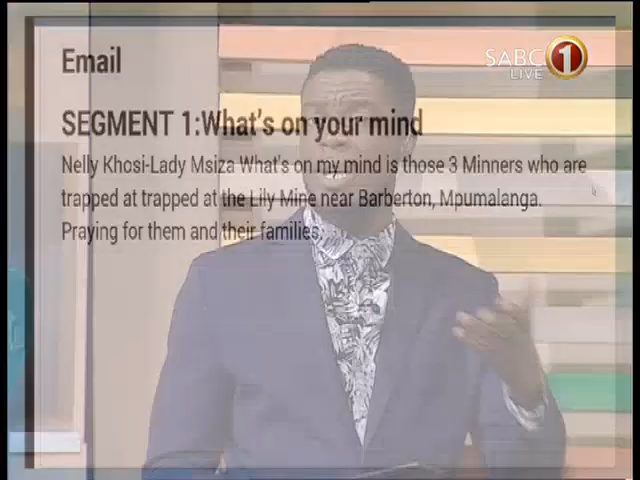 Email
SABC 1
LIVE
SEGMENT 1:What's on your mind
Nelly Khosi-Lady Msiza What's on my mind is those 3 Minners who are
trapped at trapped at the Lily Mine near Barberton, Mpumalanga.
Praying for them and their families.